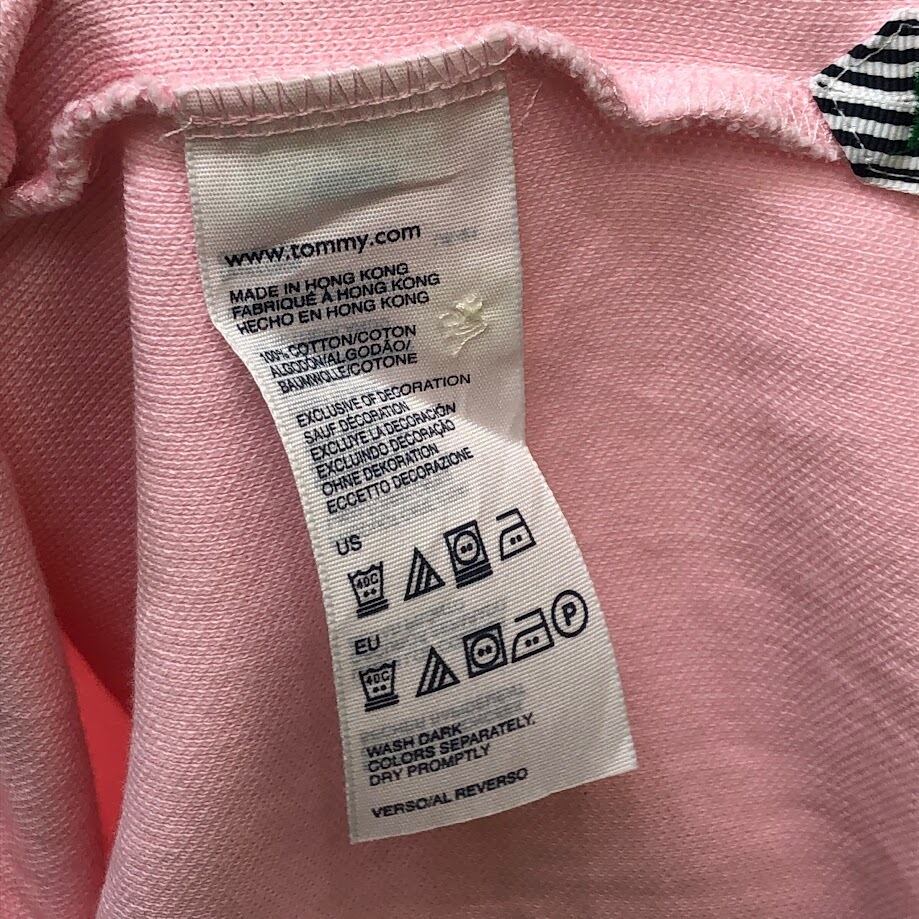 www.tommy.com
MADE IN HONG KONG
FABRIQUÉ À HONG KONG
HECHO EN HONG KONG
100% COTTON/COTON
ALGODÓN/ALGODÃO/
BAUMWOLLE/COTONE
EXCLUSIVE OF DECORATION
SAUF DÉCORATION
EXCLUYE LA DECORACIÓN
EXCLUINDO DECORAÇÃO
OHNE DEKORATION
ECCETTO DECORAZIONE
US
40C
EU
40C P
WASH DARK
COLORS SEPARATELY.
DRY PROMPTLY
VERSO/AL REVERSO